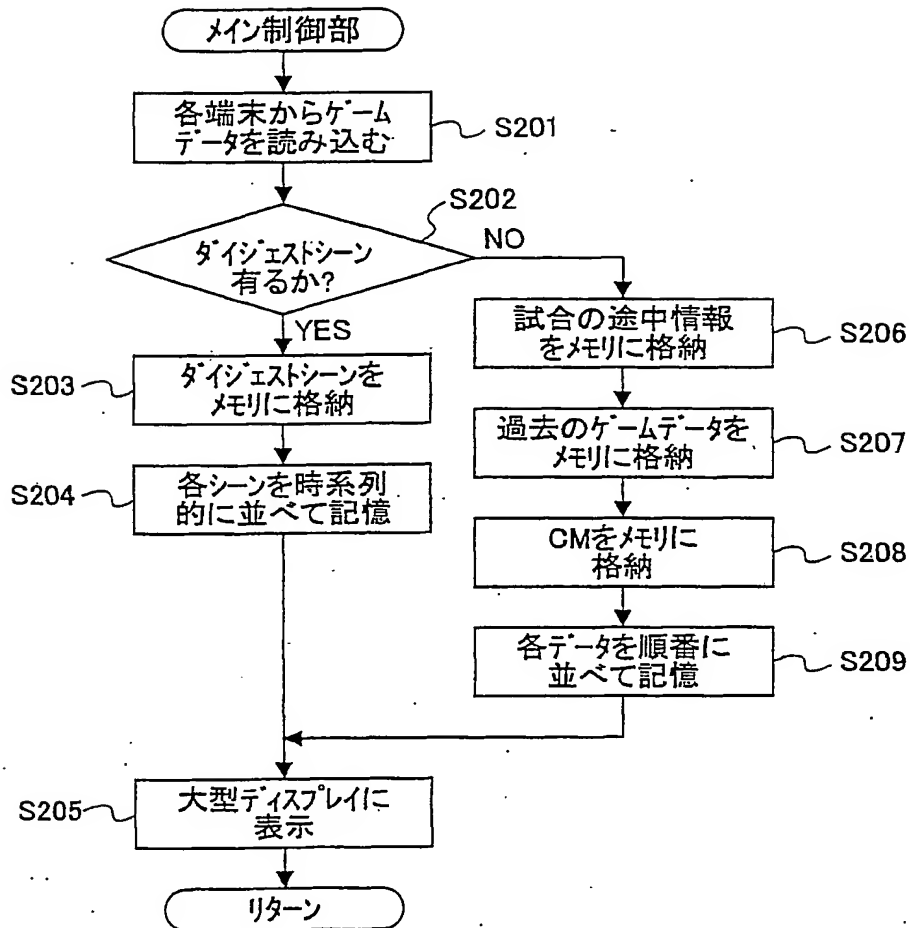 メイン制御部
各端末からゲーム
データを読み込む
S201
S202
ダイジェストシーン
有るか?
NO
YES
S203
ダイジェストシーンを
メモリに格納
S204
各シーンを時系列
的に並べて記憶
試合の途中情報
をメモリに格納
S206
過去のゲームデータを
メモリに格納
S207
CMをメモリに
格納
S208
各データを順番に
並べて記憶
S209
S205
大型ディスプレイに
表示
リターン